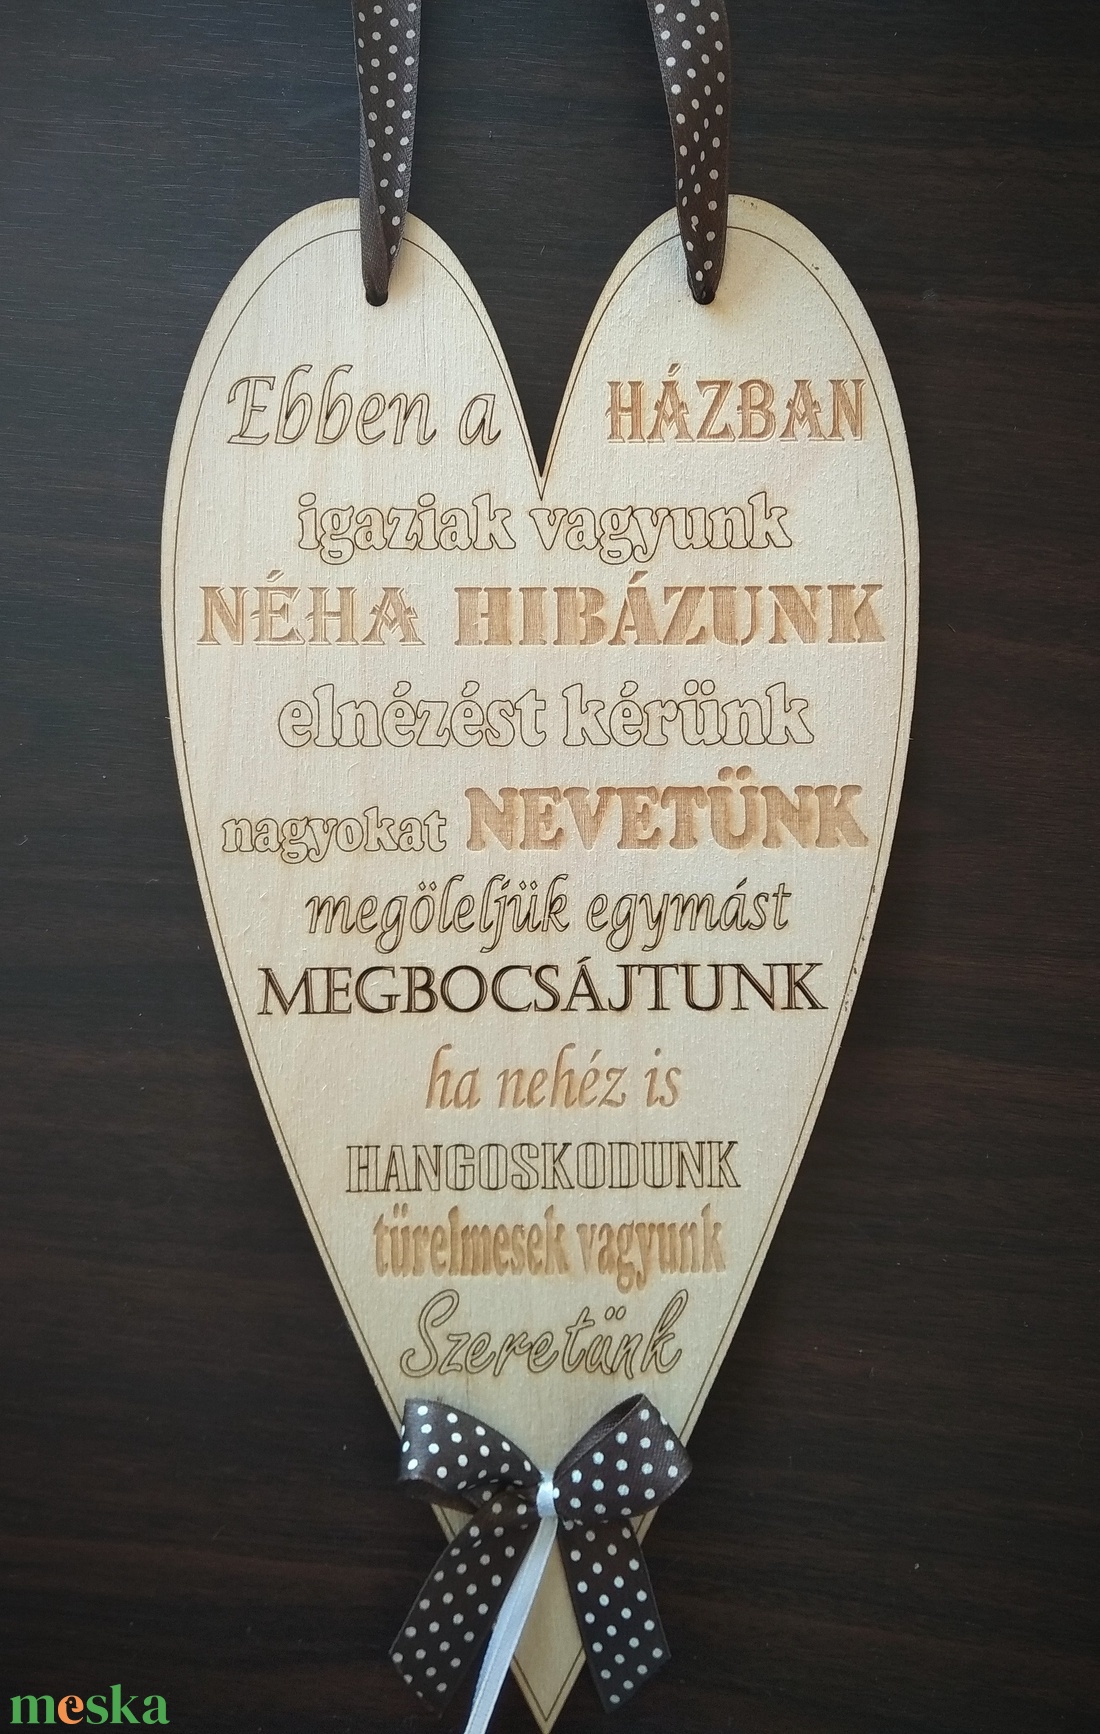 Ebben a HÁZBAN
igaziak vagyunk
NÉHA HIBÁZUNK
elnézést kérünk
nagyokat NEVETÜNK
megöleljük egymást
MEGBOCSÁJTUNK
ha nehéz is
HANGOSKODUNK
türelmesek vagyunk
Szeretünk
meska